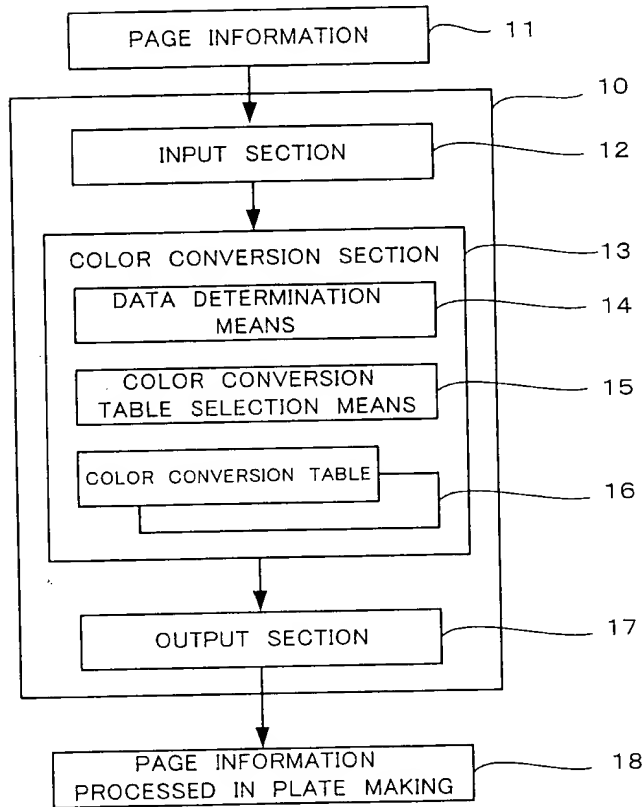 PAGE INFORMATION
11
10
INPUT SECTION
12
COLOR CONVERSION SECTION
13
DATA DETERMINATION
MEANS
14
COLOR CONVERSION
TABLE SELECTION MEANS
15
COLOR CONVERSION TABLE
16
OUTPUT SECTION
17
PAGE INFORMATION
PROCESSED IN PLATE MAKING
18